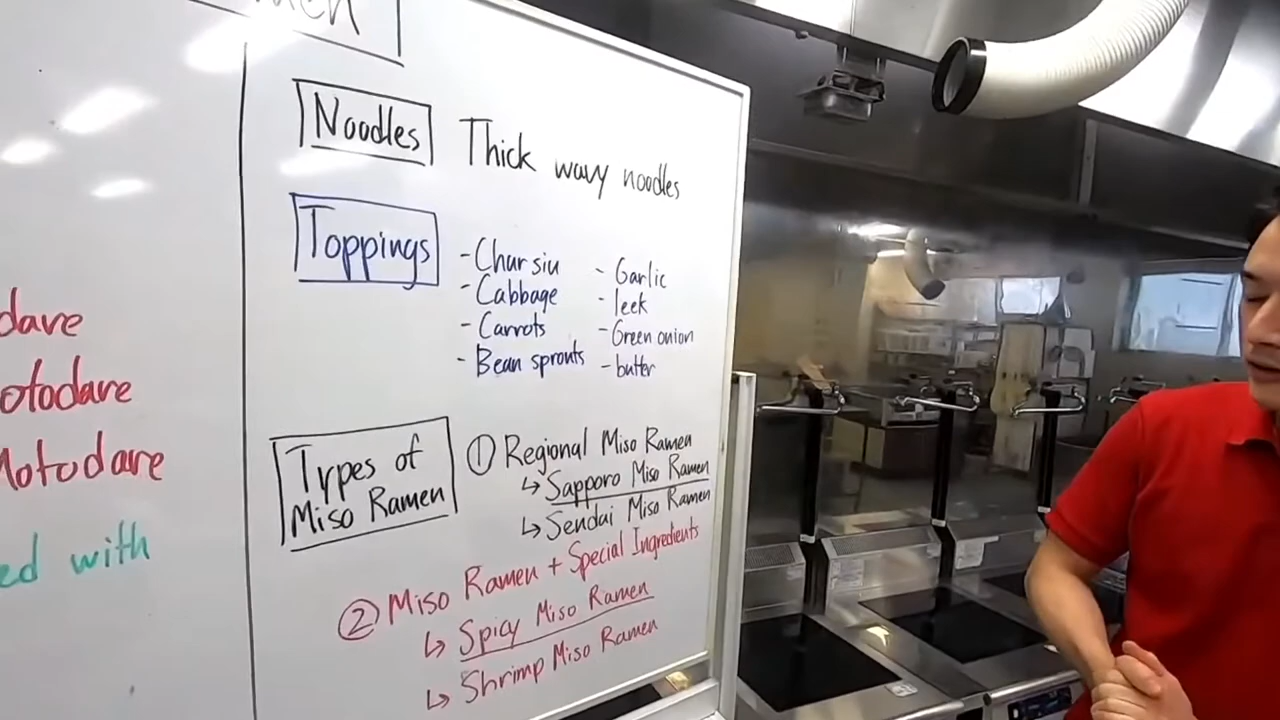 dare
otodare
Motodare
ed with
Noodles
Thick wavy noodles
Toppings
- Chur siu
- Cabbage
- Carrots
- Bean sprouts
- Garlic
- leek
- Green onion
- butter
Types of
Miso Ramen
① Regional Miso Ramen
↳ Sapporo Miso Ramen
↳ Sendai Miso Ramen
② Miso Ramen + Special Ingredients
↳ Spicy Miso Ramen
↳ Shrimp Miso Ramen